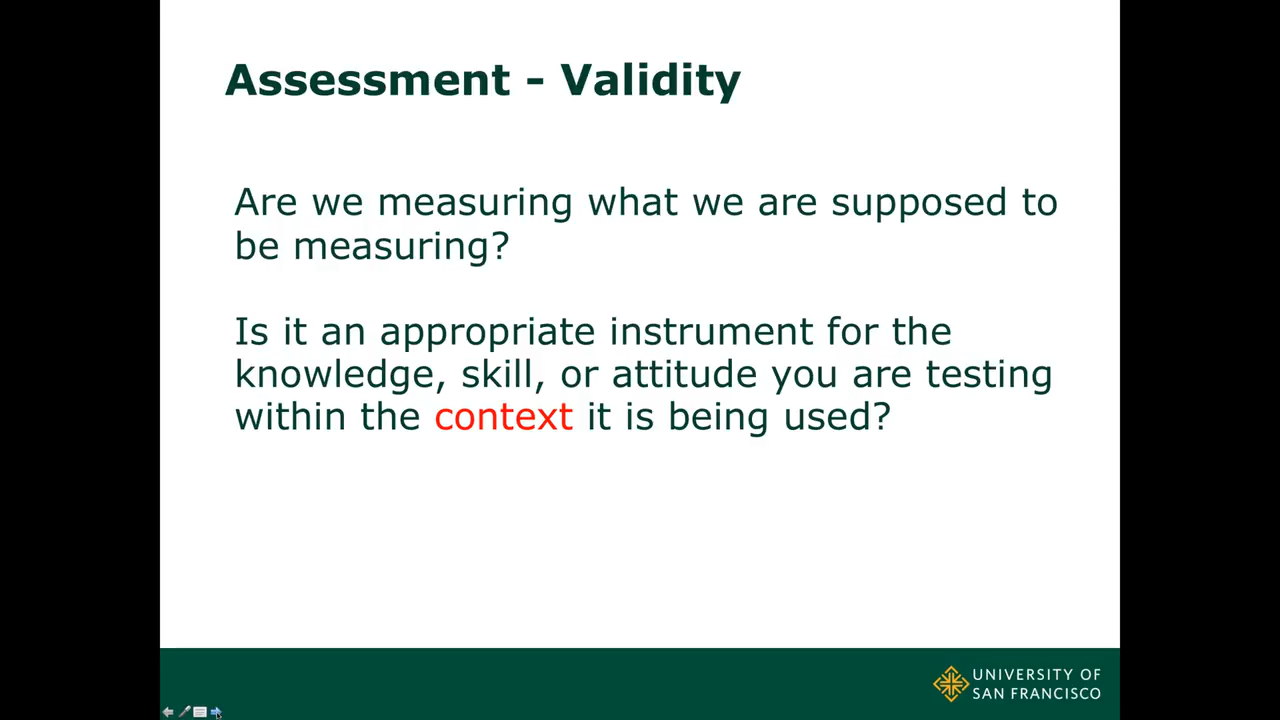 Assessment - Validity
Are we measuring what we are supposed to
be measuring?
Is it an appropriate instrument for the
knowledge, skill, or attitude you are testing
within the context it is being used?
UNIVERSITY OF
SAN FRANCISCO